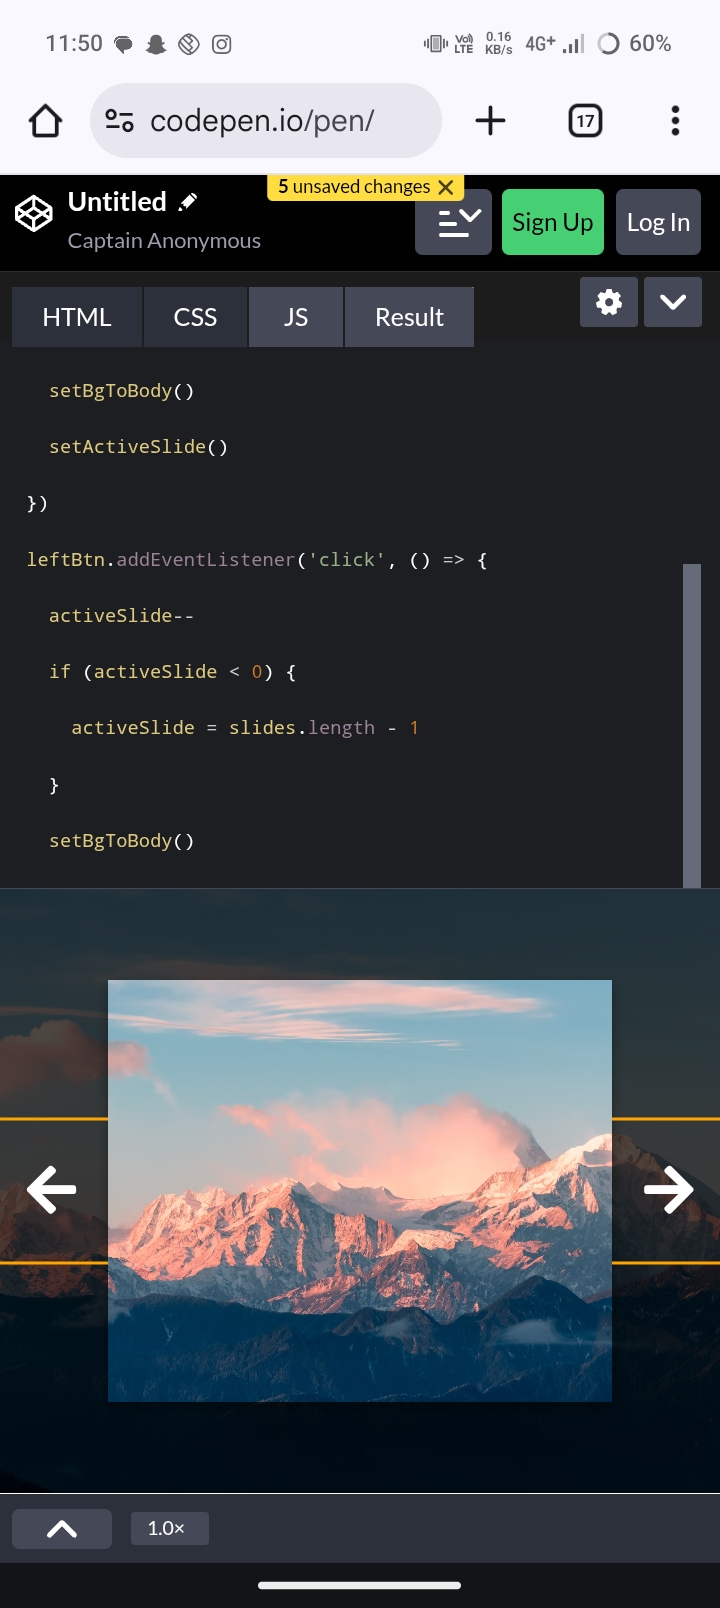 11:50 Vo) LTE 0.16 KB/s 4G+ 60%
codepen.io/pen/ 17
5 unsaved changes
Untitled
Captain Anonymous
Sign Up Log In
HTML CSS JS Result
setBgToBody()
setActiveSlide()
})
leftBtn.addEventListener('click', () => {
activeSlide--
if (activeSlide < 0) {
activeSlide = slides.length - 1
}
setBgToBody()
1.0×